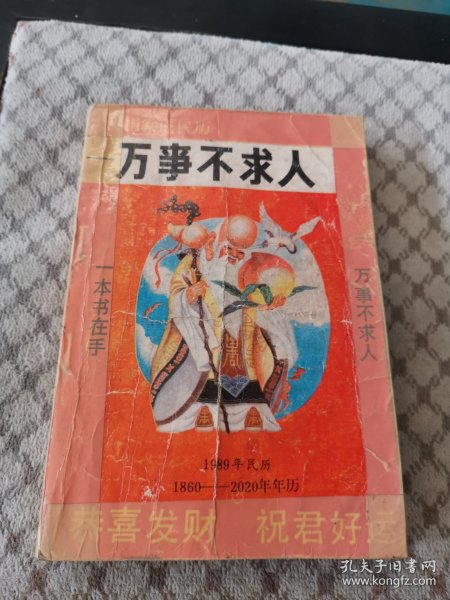 民历
万事不求人
一本书在手
万事不求人
1989年民历
1860——2020年年历
恭喜发财 祝君好运
孔夫子旧书网
www.kongfz.com